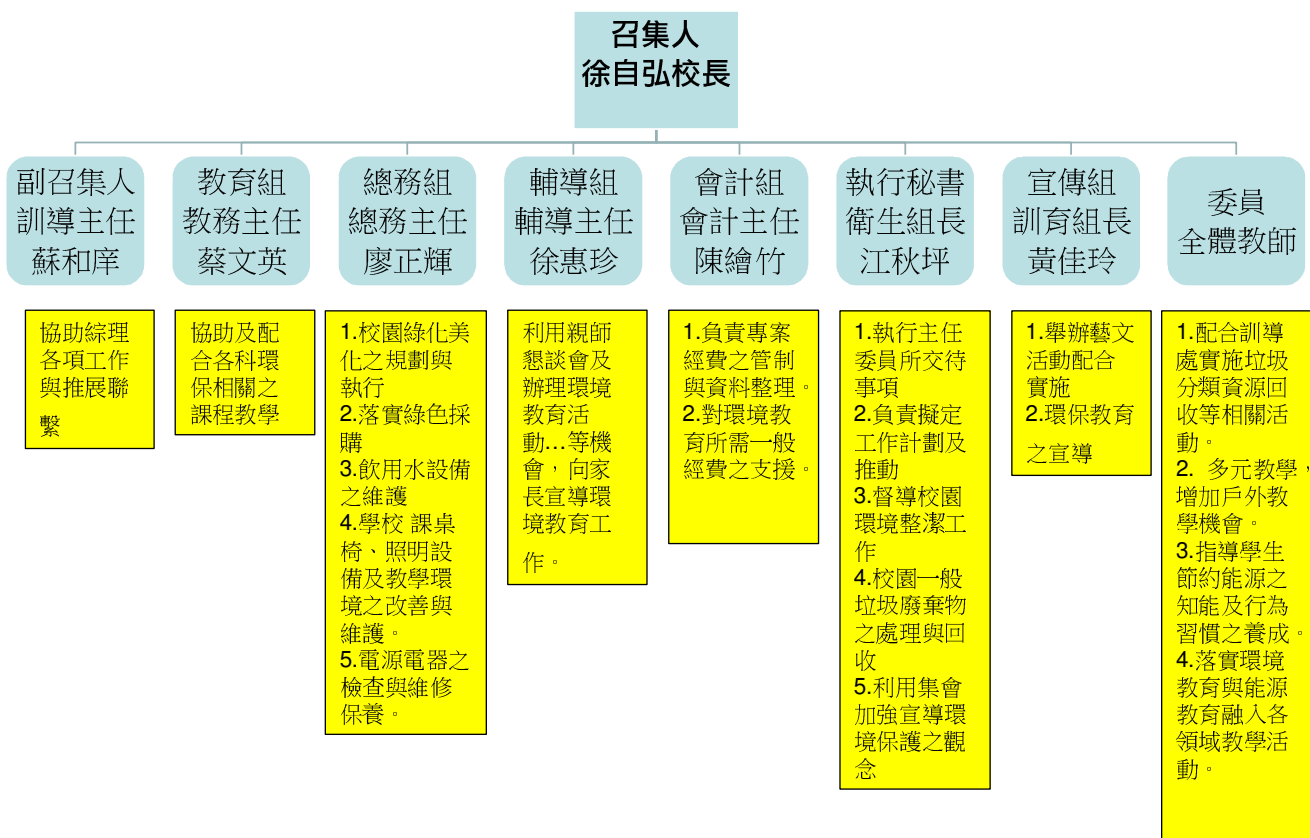 召集人
徐自弘校長
副召集人
訓導主任
蘇和庠
教育組
教務主任
蔡文英
總務組
總務主任
廖正輝
輔導組
輔導主任
徐惠珍
會計組
會計主任
陳繪竹
執行秘書
衛生組長
江秋坪
宣傳組
訓育組長
黃佳玲
委員
全體教師
協助綜理
各項工作
與推展聯
繫
協助及配
合各科環
保相關之
課程教學
1.校園綠化美
化之規劃與
執行
2.落實綠色採
購
3.飲用水設備
之維護
4.學校 課桌
椅、照明設
備及教學環
境之改善與
維護。
5.電源電器之
檢查與維修
保養。
利用親師
懇談會及
辦理環境
教育活
動…等機
會，向家
長宣導環
境教育工
作。
1.負責專案
經費之管制
與資料整理。
2.對環境教
育所需一般
經費之支援。
1.執行主任
委員所交待
事項
2.負責擬定
工作計劃及
推動
3.督導校園
環境整潔工
作
4.校園一般
垃圾廢棄物
之處理與回
收
5.利用集會
加強宣導環
境保護之觀
念
1.舉辦藝文
活動配合
實施
2.環保教育
之宣導
1.配合訓導
處實施垃圾
分類資源回
收等相關活
動。
2. 多元教學，
增加戶外教
學機會。
3.指導學生
節約能源之
知能及行為
習慣之養成。
4.落實環境
教育與能源
教育融入各
領域教學活
動。